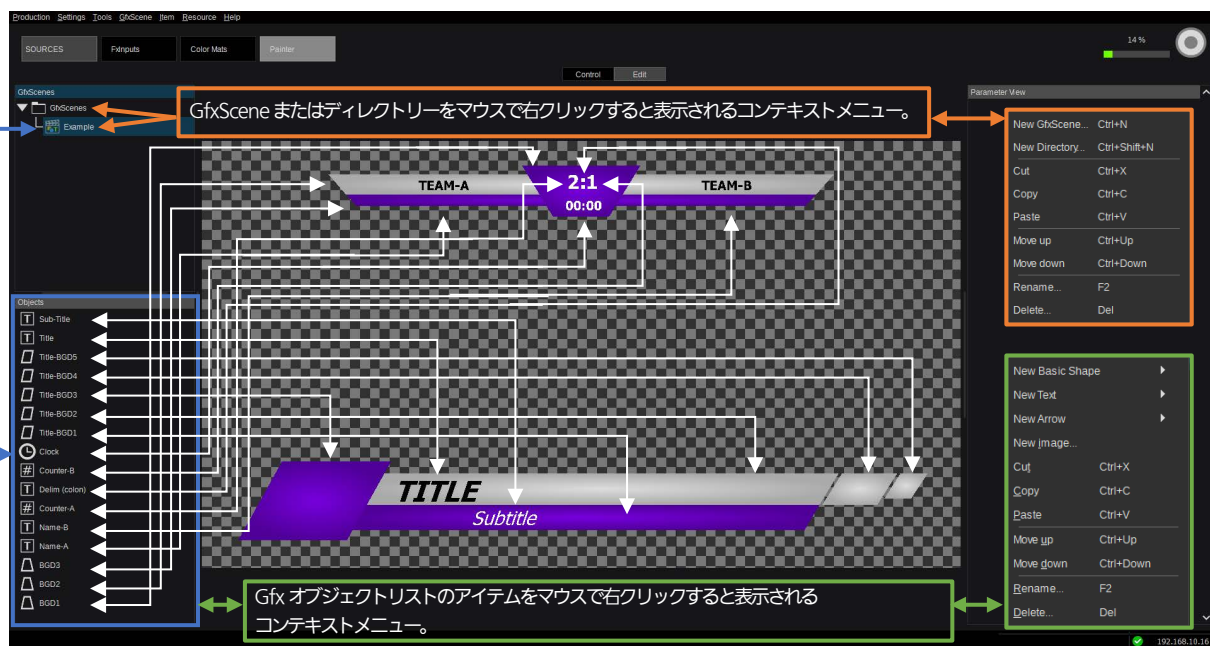 Production Settings Tools GfxScene Item Resource Help
SOURCES FxInputs Color Mats Painter
14 %
Control Edit
GfxScenes
GfxScenes
Example
GfxScene またはディレクトリーをマウスで右クリックすると表示されるコンテキストメニュー。
Parameter View
New GfxScene... Ctrl+N
New Directory... Ctrl+Shift+N
Cut Ctrl+X
Copy Ctrl+C
Paste Ctrl+V
Move up Ctrl+Up
Move down Ctrl+Down
Rename... F2
Delete... Del
TEAM-A 2:1 TEAM-B
00:00
Objects
T Sub-Title
T Title
Title-BGD5
Title-BGD4
Title-BGD3
Title-BGD2
Title-BGD1
Clock
# Counter-B
T Delim (colon)
# Counter-A
T Name-B
T Name-A
BGD3
BGD2
BGD1
TITLE
Subtitle
New Basic Shape
New Text
New Arrow
New image...
Cut Ctrl+X
Copy Ctrl+C
Paste Ctrl+V
Move up Ctrl+Up
Move down Ctrl+Down
Rename... F2
Delete... Del
Gfx オブジェクトリストのアイテムをマウスで右クリックすると表示される
コンテキストメニュー。
192.168.10.16